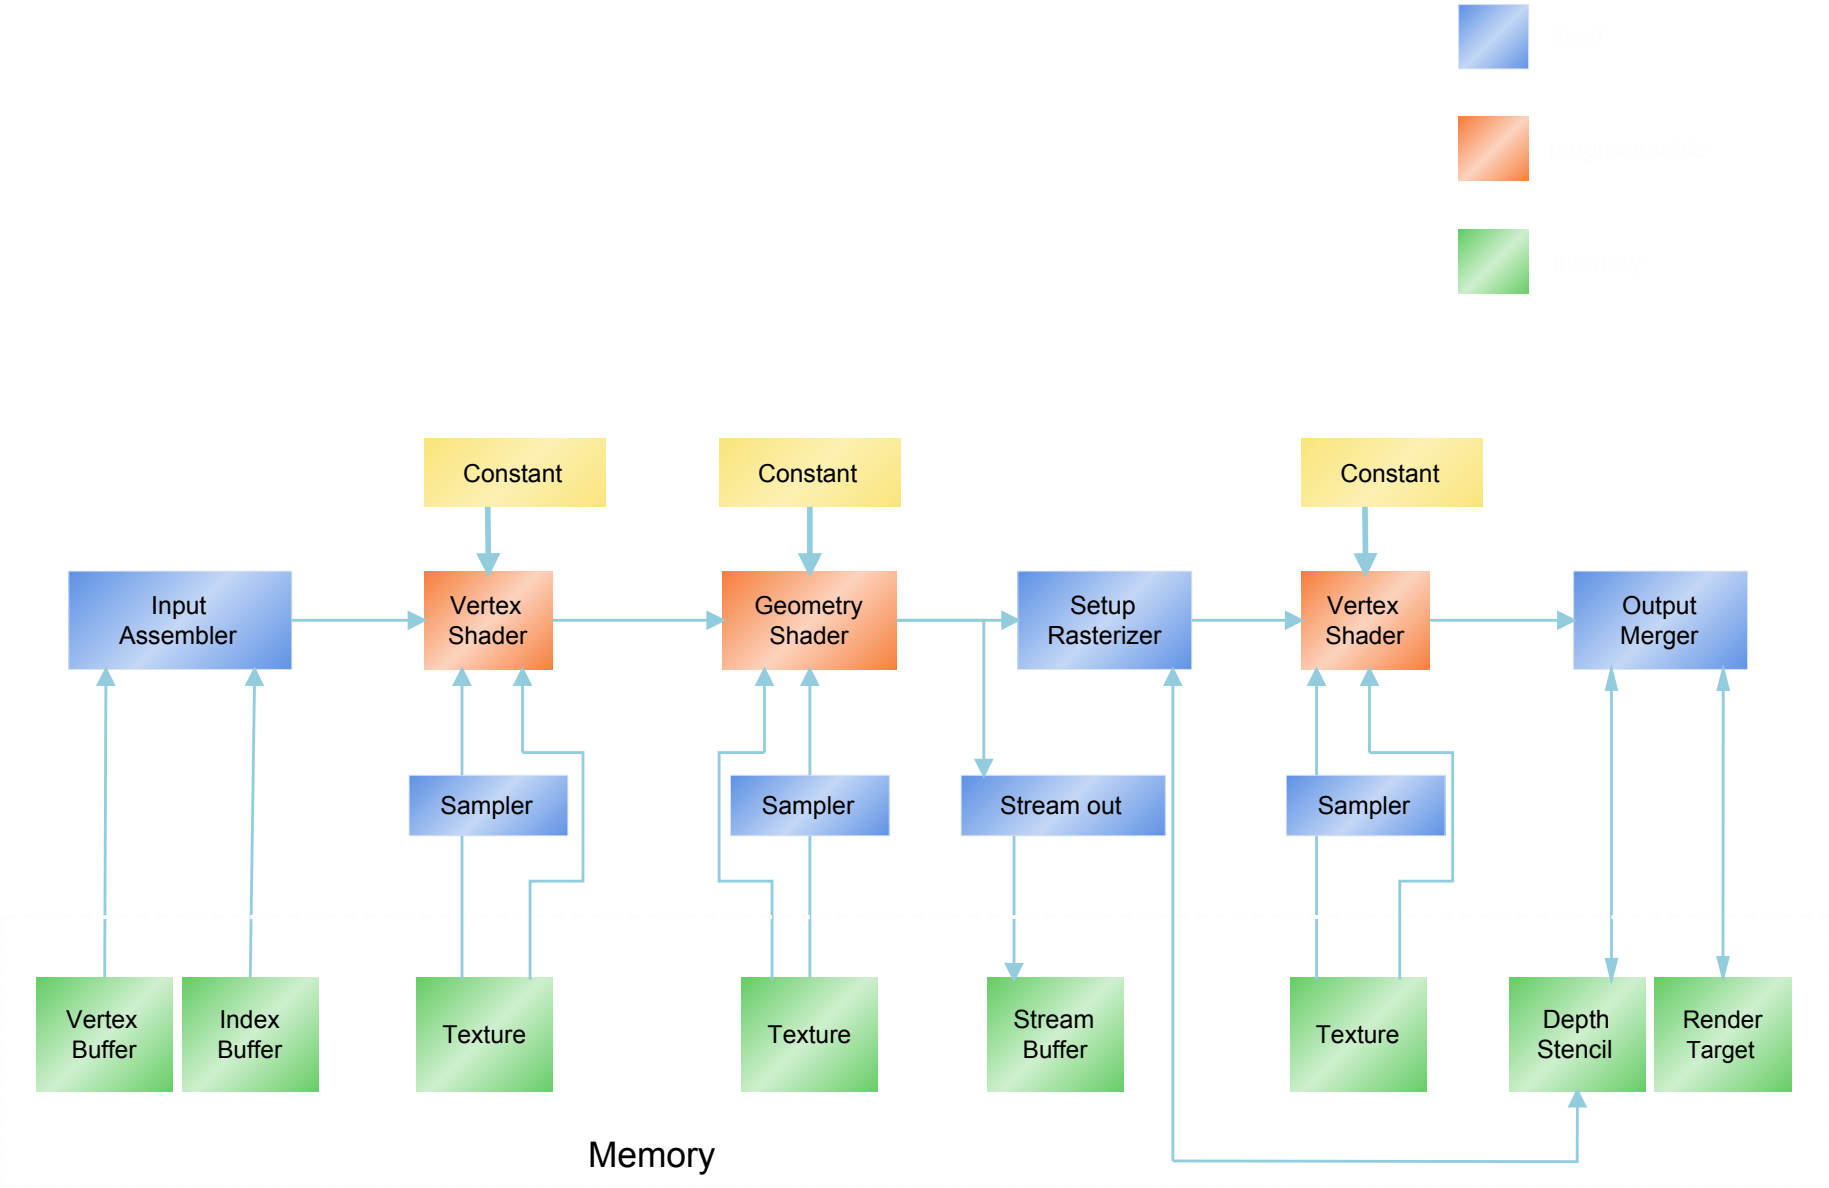 Constant
Constant
Constant
Input
Assembler
Vertex
Shader
Geometry
Shader
Setup
Rasterizer
Vertex
Shader
Output
Merger
Sampler
Sampler
Stream out
Sampler
Vertex
Buffer
Index
Buffer
Texture
Texture
Stream
Buffer
Texture
Depth
Stencil
Render
Target
Memory